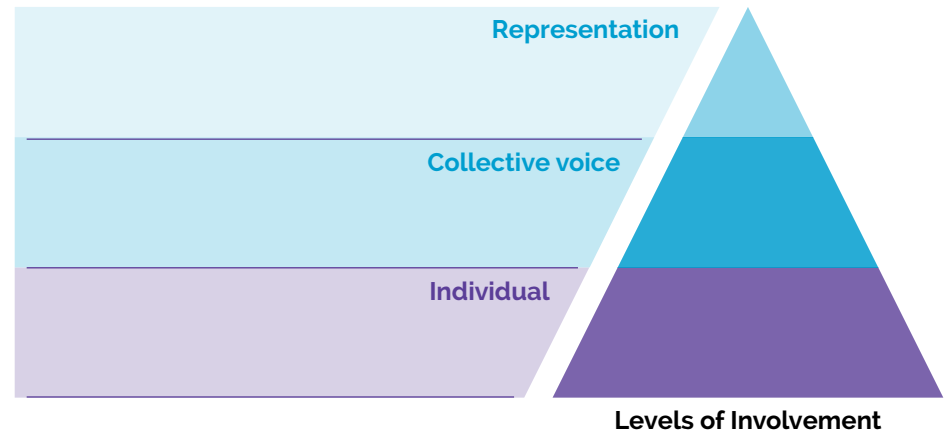 Representation
Collective voice
Individual
Levels of Involvement